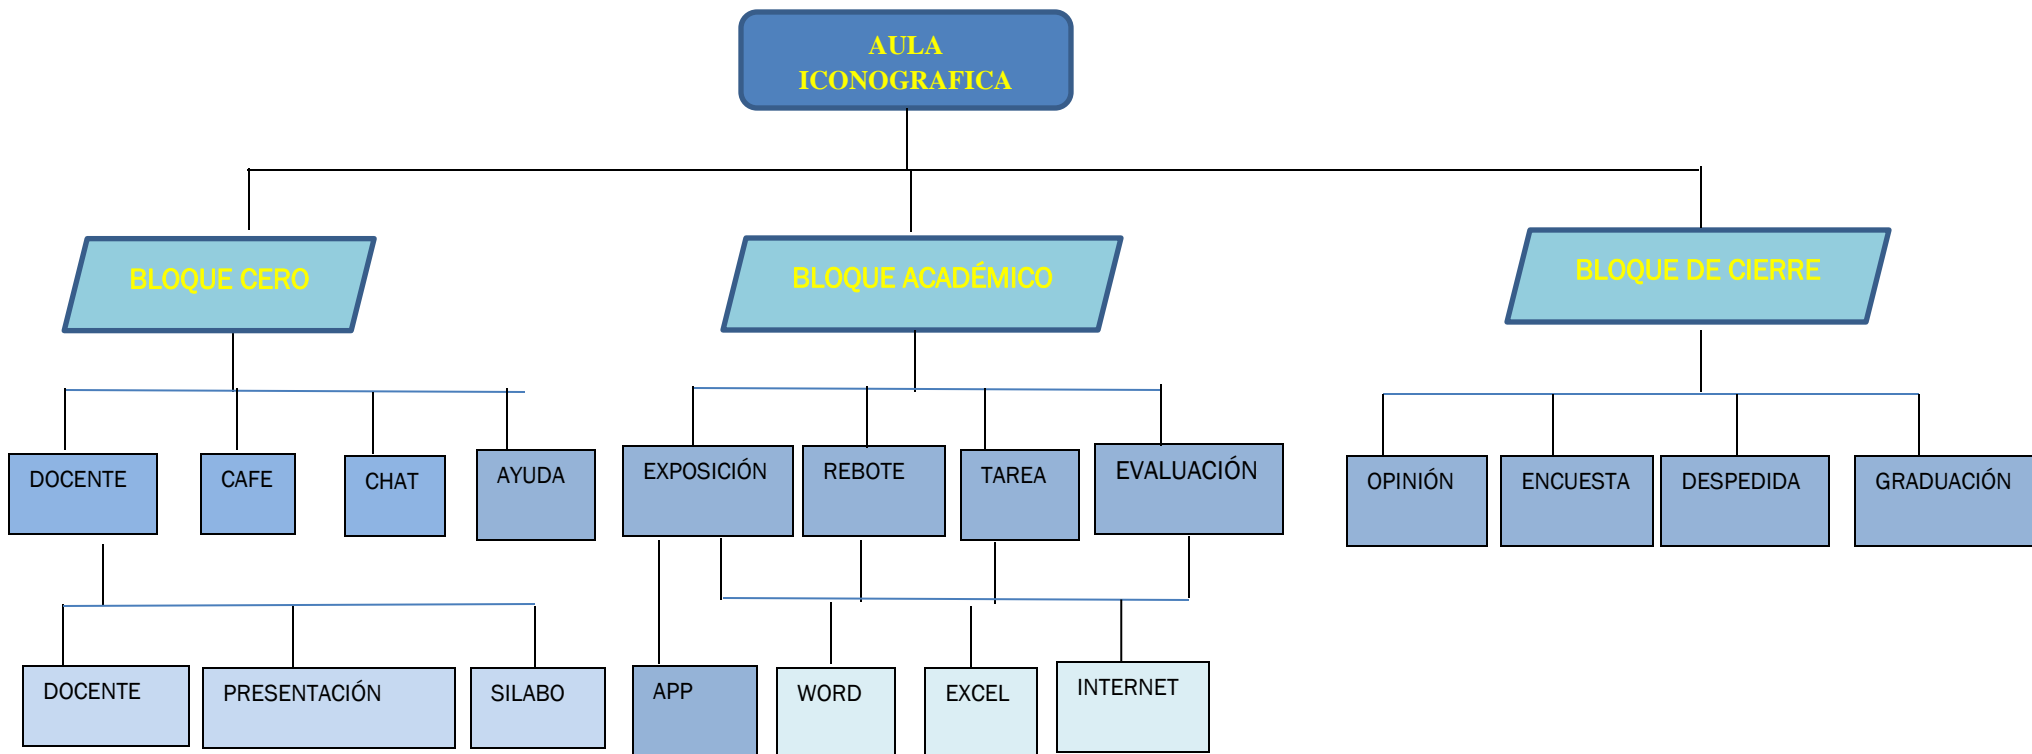 AULA
ICONOGRAFICA
BLOQUE CERO
BLOQUE ACADÉMICO
BLOQUE DE CIERRE
DOCENTE
CAFE
CHAT
AYUDA
EXPOSICIÓN
REBOTE
TAREA
EVALUACIÓN
OPINIÓN
ENCUESTA
DESPEDIDA
GRADUACIÓN
DOCENTE
PRESENTACIÓN
SILABO
APP
WORD
EXCEL
INTERNET